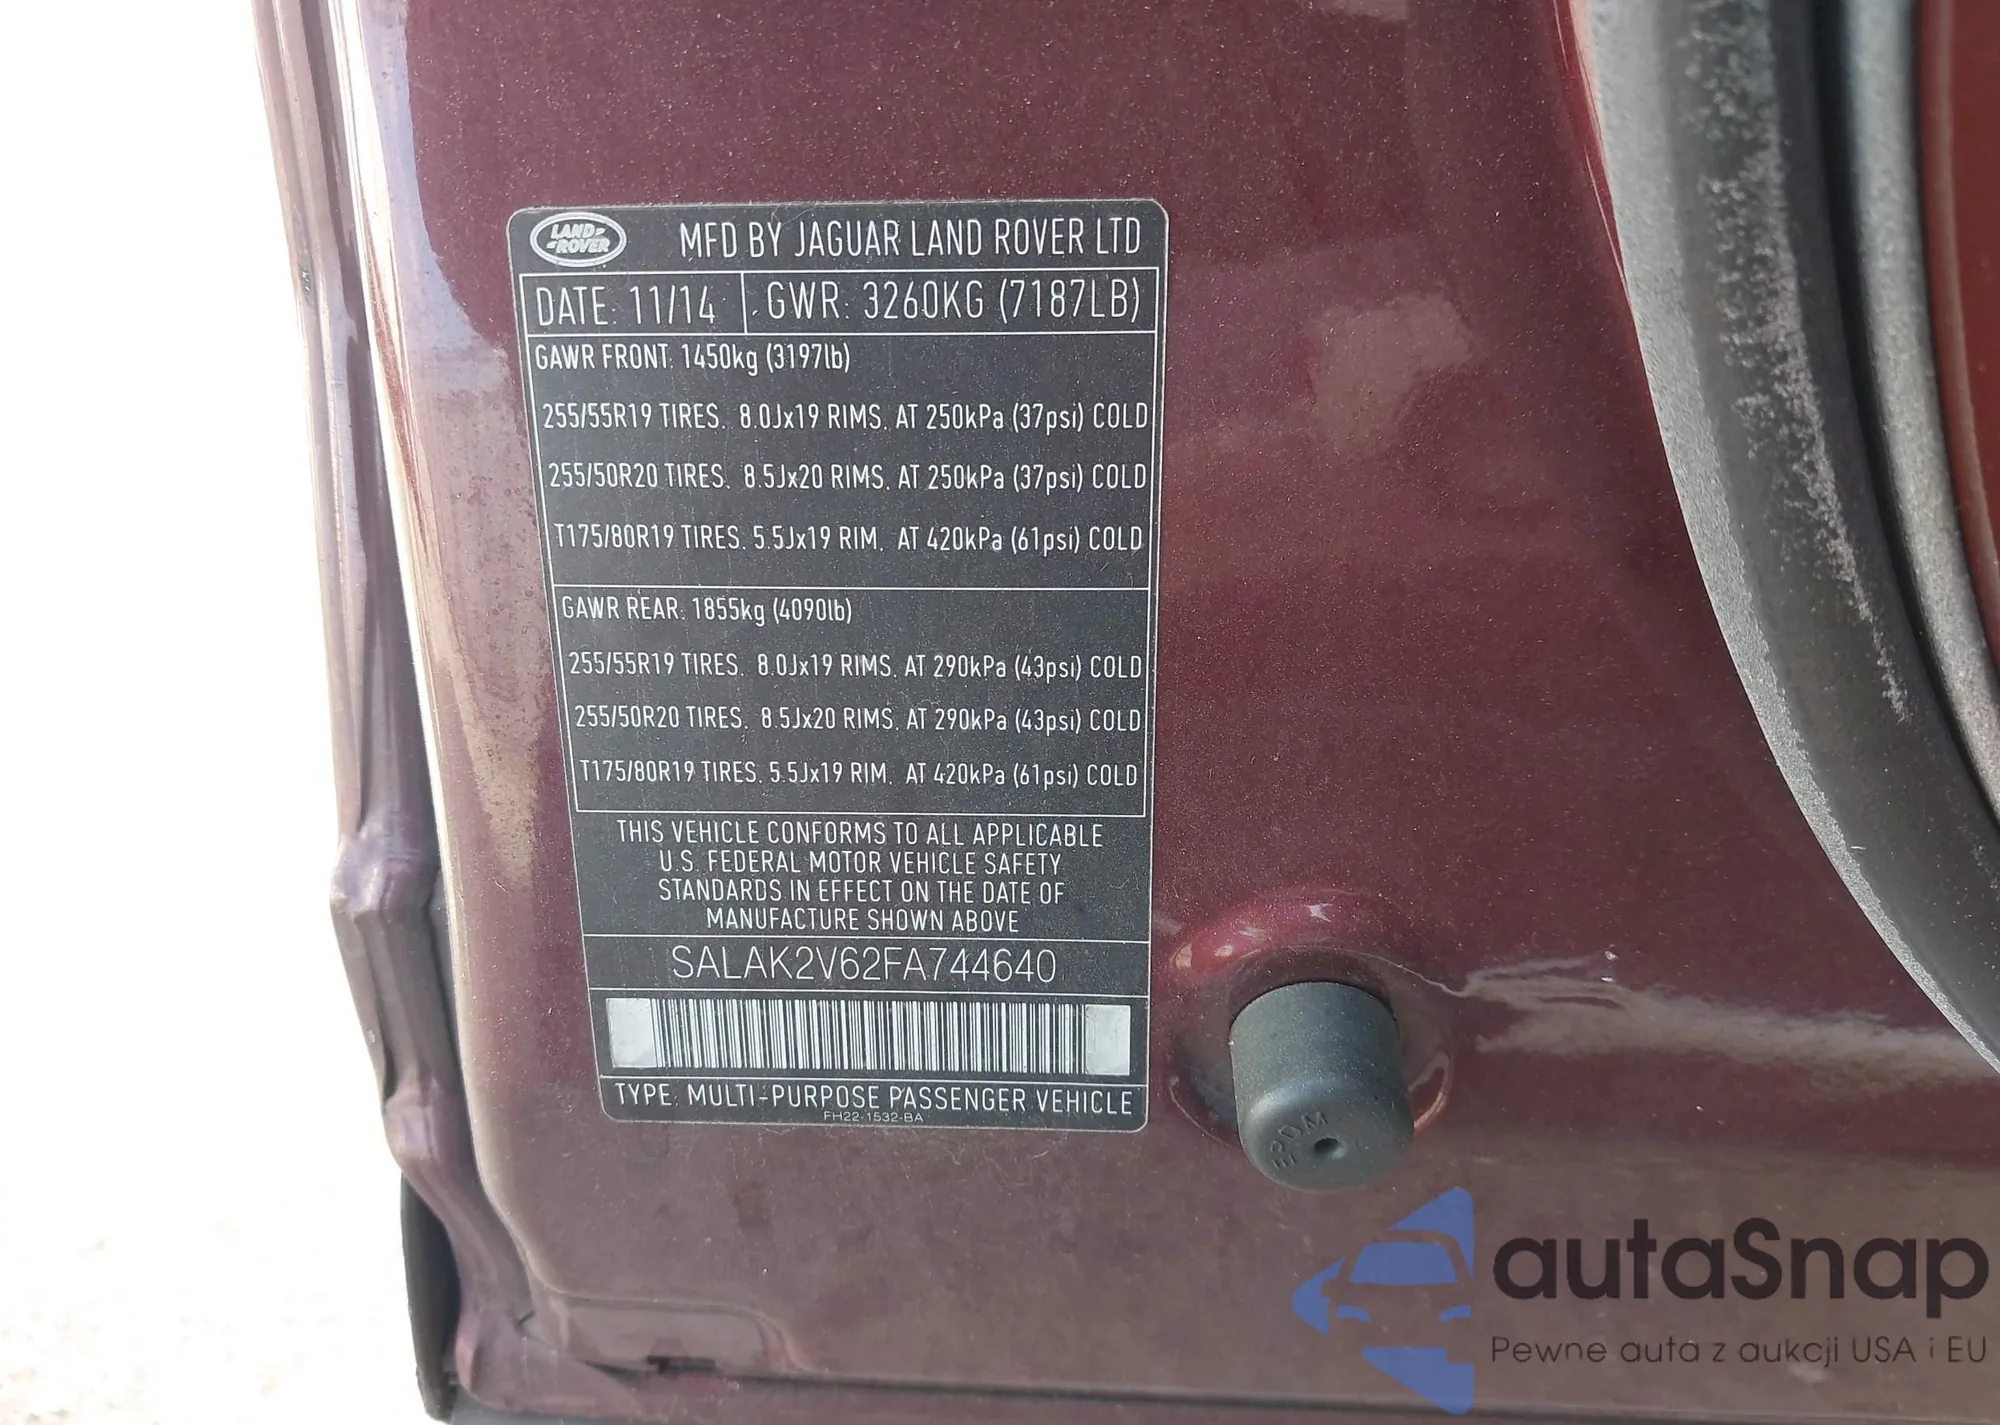 LAND-
-ROVER
MFD BY JAGUAR LAND ROVER LTD
DATE: 11/14 GWR: 3260KG (7187LB)
GAWR FRONT: 1450kg (3197lb)
255/55R19 TIRES. 8.0Jx19 RIMS. AT 250kPa (37psi) COLD
255/50R20 TIRES. 8.5Jx20 RIMS. AT 250kPa (37psi) COLD
T175/80R19 TIRES. 5.5Jx19 RIM. AT 420kPa (61psi) COLD
GAWR REAR: 1855kg (4090lb)
255/55R19 TIRES. 8.0Jx19 RIMS. AT 290kPa (43psi) COLD
255/50R20 TIRES. 8.5Jx20 RIMS. AT 290kPa (43psi) COLD
T175/80R19 TIRES. 5.5Jx19 RIM. AT 420kPa (61psi) COLD
THIS VEHICLE CONFORMS TO ALL APPLICABLE
U.S. FEDERAL MOTOR VEHICLE SAFETY
STANDARDS IN EFFECT ON THE DATE OF
MANUFACTURE SHOWN ABOVE
SALAK2V62FA744640
TYPE: MULTI-PURPOSE PASSENGER VEHICLE
FH22-1532-BA
EPDM
autaSnap
Pewne auta z aukcji USA i EU